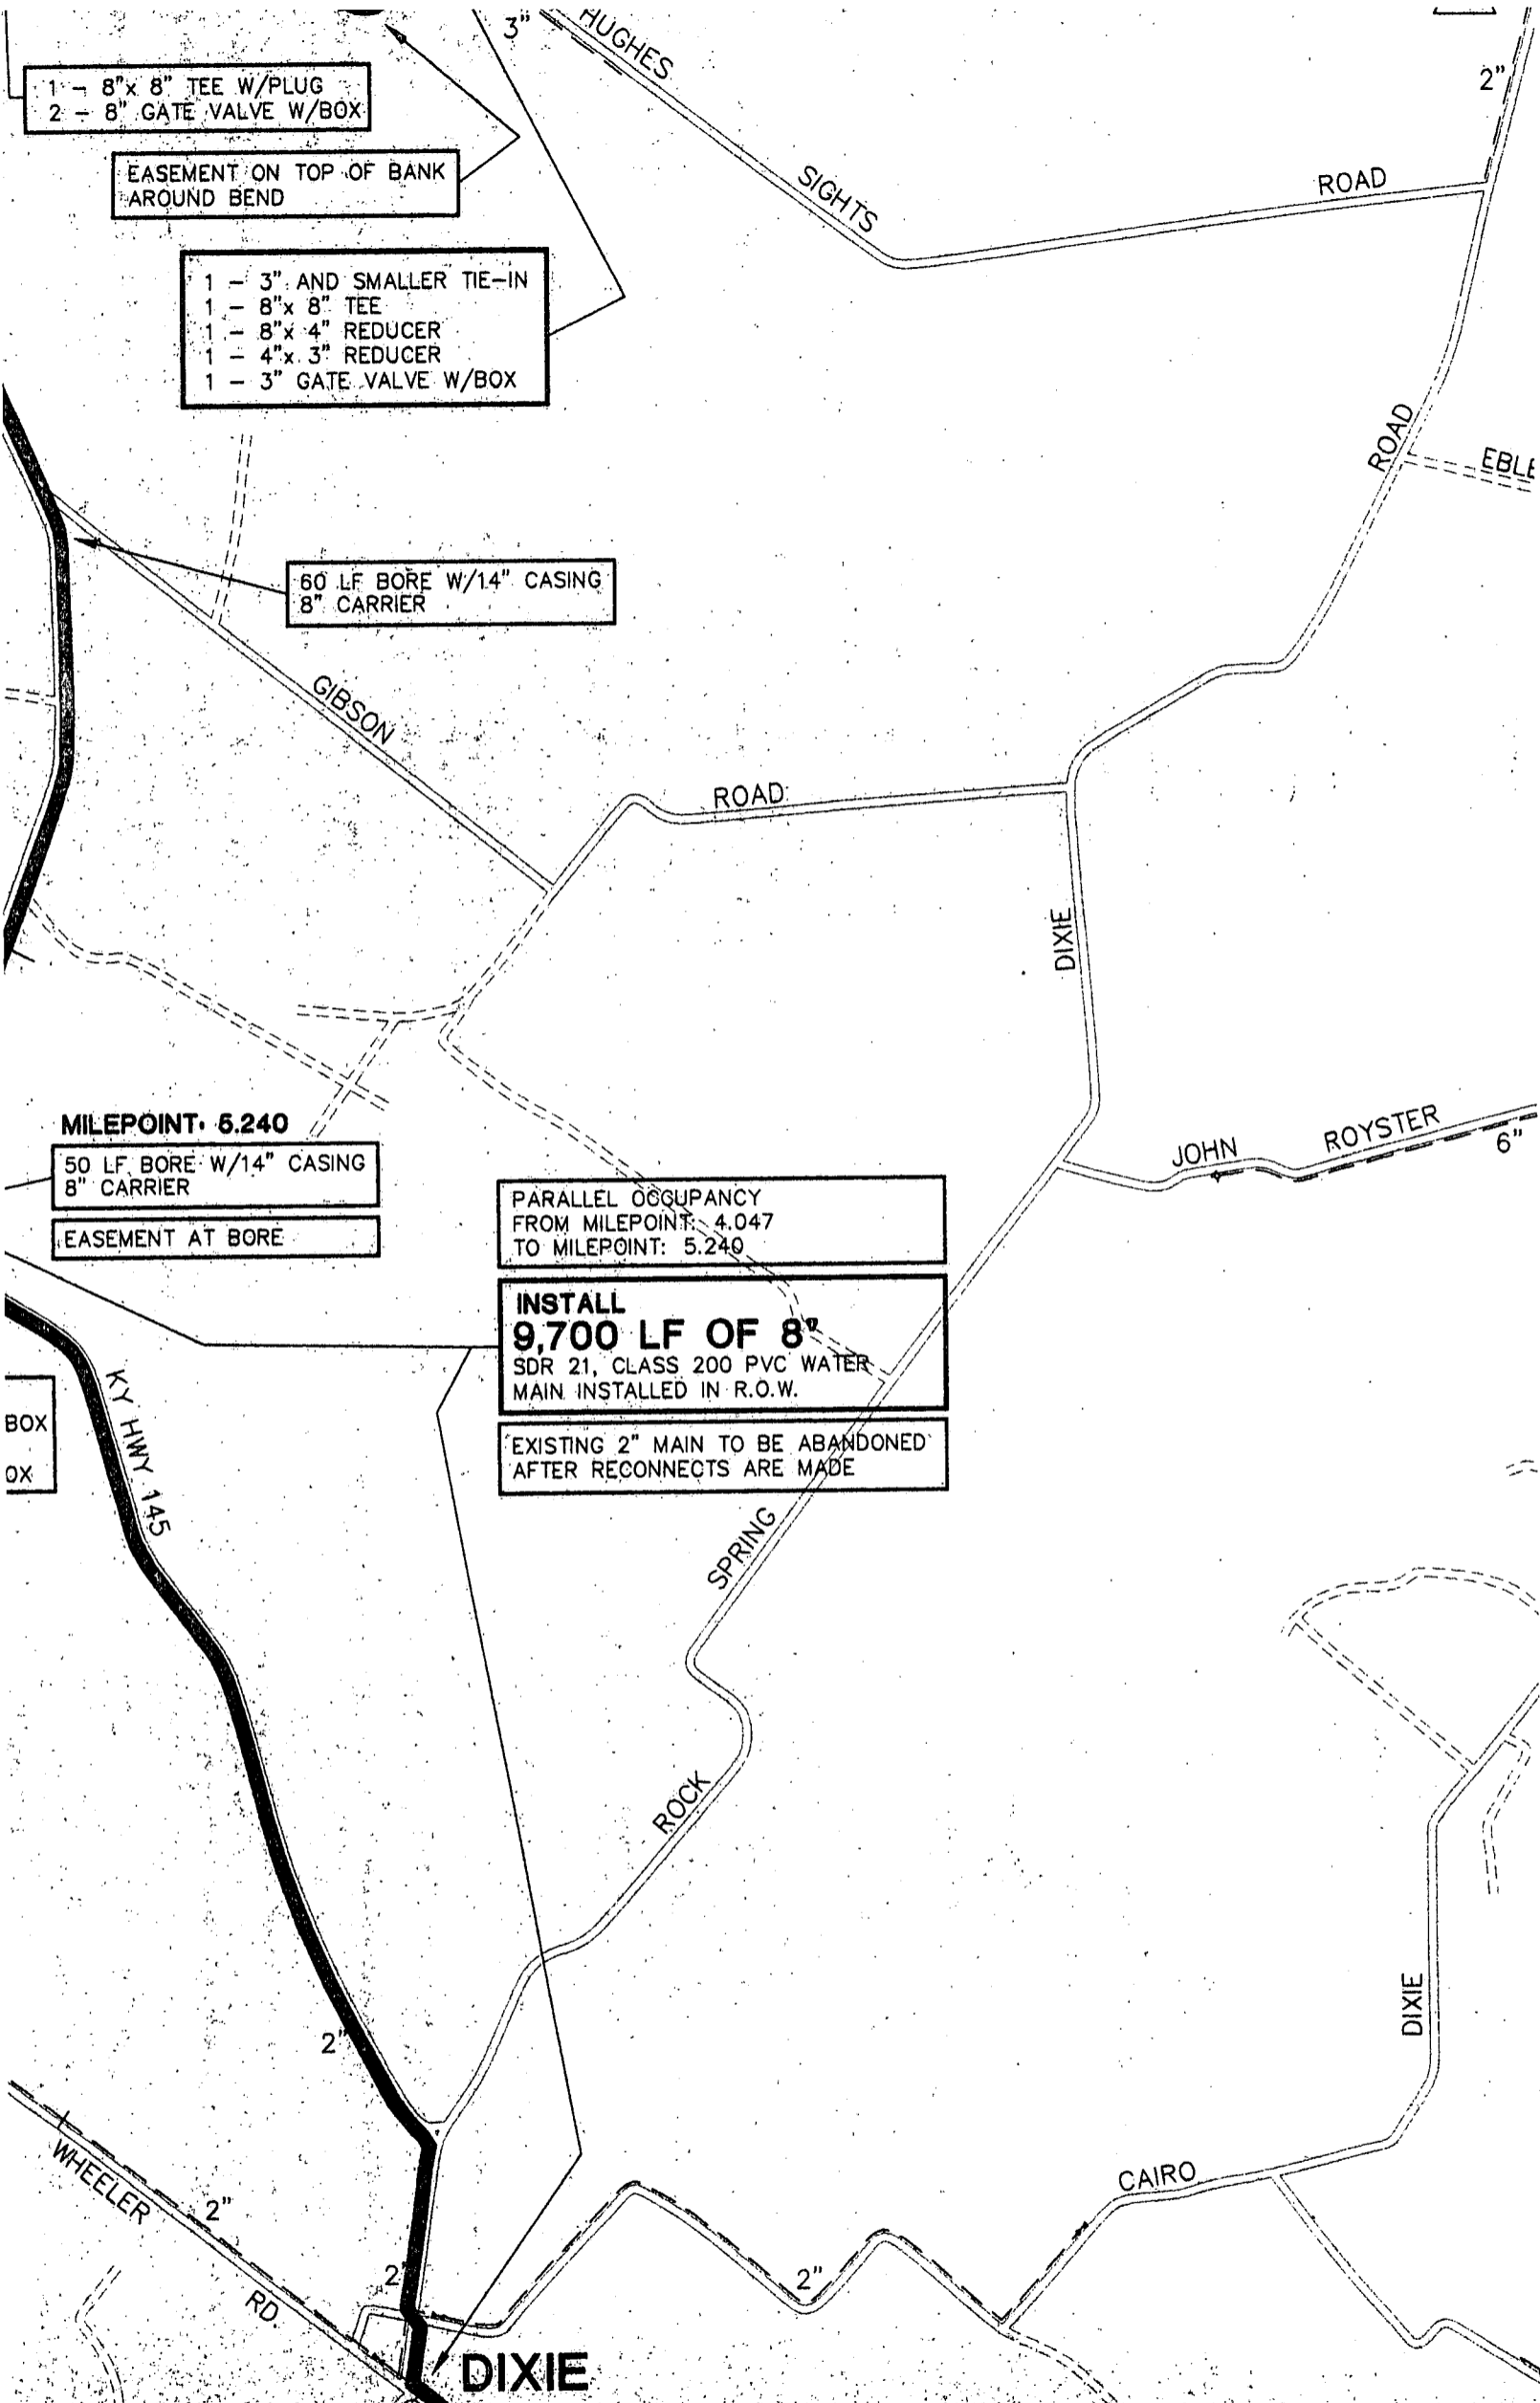 3"
HUGHES
SIGHTS
ROAD
2"
1 - 8"x 8" TEE W/PLUG
2 - 8" GATE VALVE W/BOX
EASEMENT ON TOP OF BANK
AROUND BEND
1 - 3" AND SMALLER TIE-IN
1 - 8"x 8" TEE
1 - 8"x 4" REDUCER
1 - 4"x 3" REDUCER
1 - 3" GATE VALVE W/BOX
ROAD
EBLE
60 LF BORE W/14" CASING
8" CARRIER
GIBSON
ROAD
DIXIE
MILEPOINT: 5.240
50 LF BORE W/14" CASING
8" CARRIER
EASEMENT AT BORE
JOHN
ROYSTER
6"
PARALLEL OCCUPANCY
FROM MILEPOINT: 4.047
TO MILEPOINT: 5.240
INSTALL
9,700 LF OF 8"
SDR 21, CLASS 200 PVC WATER
MAIN INSTALLED IN R.O.W.
EXISTING 2" MAIN TO BE ABANDONED
AFTER RECONNECTS ARE MADE
BOX
OX
KY HWY 145
SPRING
ROCK
DIXIE
2"
WHEELER
2"
RD.
2"
CAIRO
2"
DIXIE